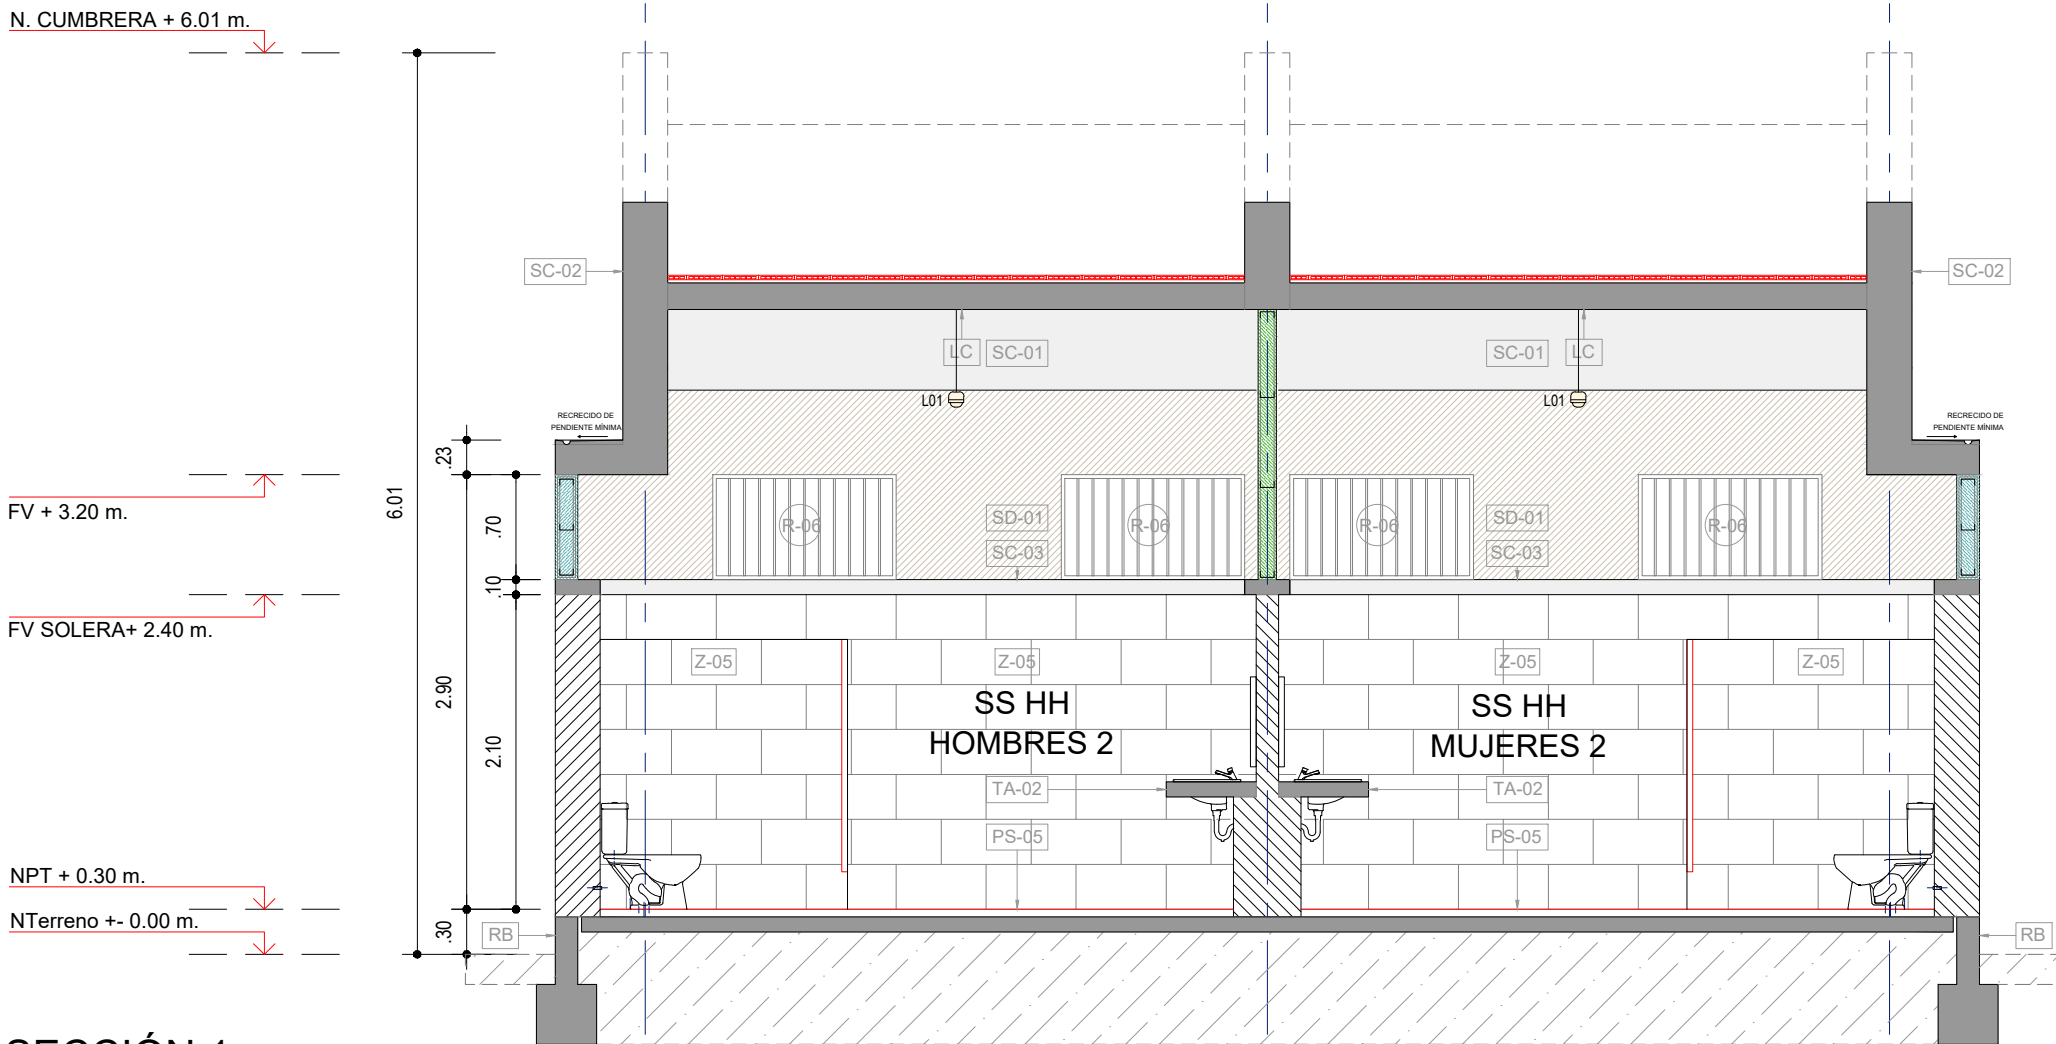 N. CUMBRERA + 6.01 m.
SC-02
SC-02
LC
SC-01
SC-01
LC
L01
L01
RECRECIDO DE
PENDIENTE MÍNIMA
RECRECIDO DE
PENDIENTE MÍNIMA
.23
6.01
FV + 3.20 m.
.70
R-06
SD-01
R-06
R-06
SD-01
R-06
SC-03
SC-03
.10
FV SOLERA+ 2.40 m.
Z-05
Z-05
Z-05
Z-05
2.90
SS HH
HOMBRES 2
SS HH
MUJERES 2
2.10
TA-02
TA-02
PS-05
PS-05
NPT + 0.30 m.
NTerreno +- 0.00 m.
.30
RB
RB